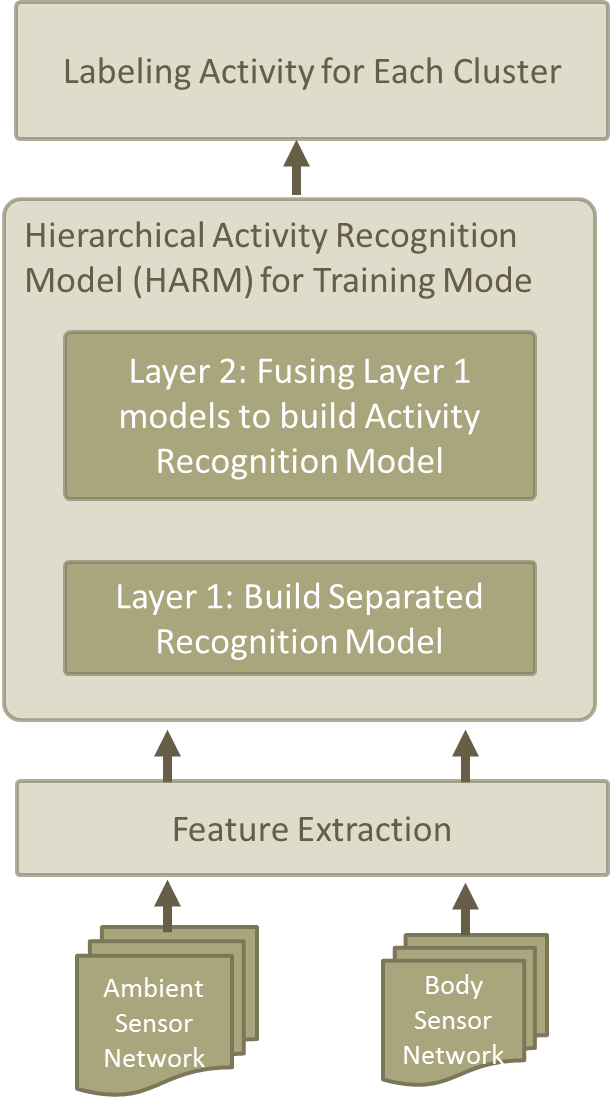 Labeling Activity for Each Cluster
Hierarchical Activity Recognition
Model (HARM) for Training Mode
Layer 2: Fusing Layer 1
models to build Activity
Recognition Model
Layer 1: Build Separated
Recognition Model
Feature Extraction
Ambient
Sensor
Network
Body
Sensor
Network